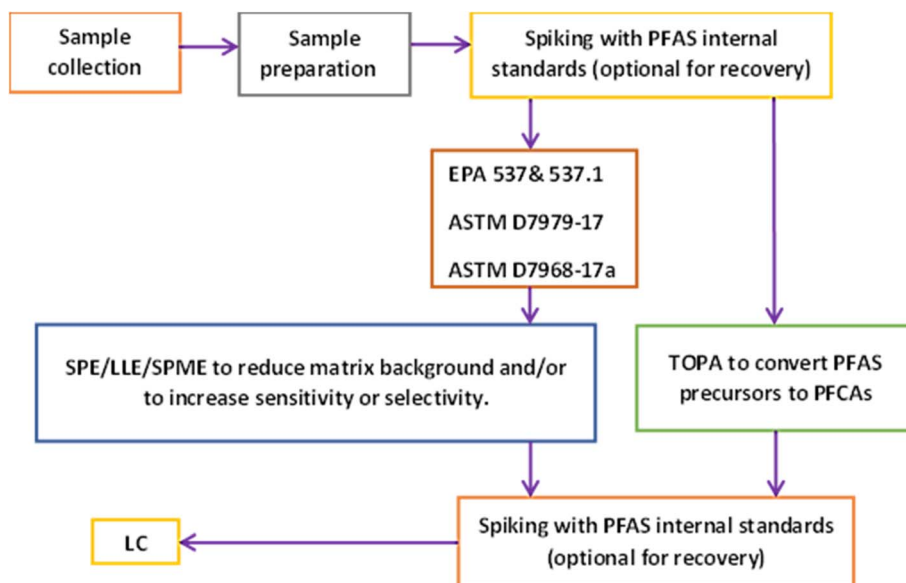 Sample
collection
Sample
preparation
Spiking with PFAS internal
standards (optional for recovery)
EPA 537& 537.1
ASTM D7979-17
ASTM D7968-17a
SPE/LLE/SPME to reduce matrix background and/or
to increase sensitivity or selectivity.
TOPA to convert PFAS
precursors to PFCAs
Spiking with PFAS internal standards
(optional for recovery)
LC